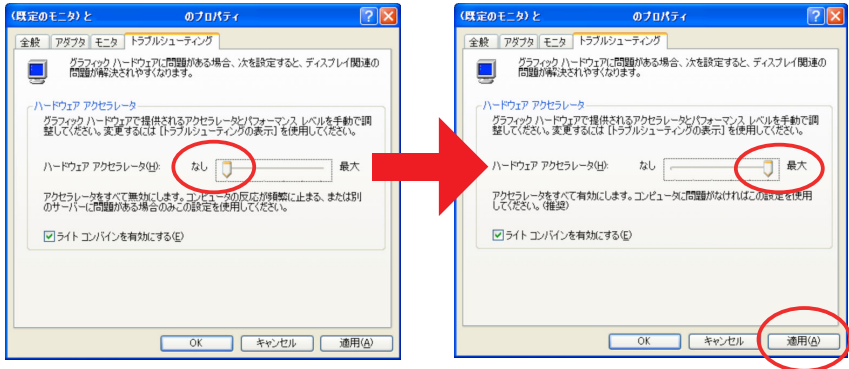 (既定のモニタ) と のプロパティ
全般 アダプタ モニタ トラブルシューティング
グラフィック ハードウェアに問題がある場合、次を設定すると、ディスプレイ関連の
問題が解決されやすくなります。
ハードウェア アクセラレータ
グラフィック ハードウェアで提供されるアクセラレータとパフォーマンス レベルを手動で調
整してください。変更するには [トラブルシューティングの表示] を使用してください。
ハードウェア アクセラレータ(H): なし 最大
アクセラレータをすべて無効にします。コンピュータの反応が頻繁に止まる、または別
のサーバーに問題がある場合のみこの設定を使用してください。
ライト コンバインを有効にする(E)
OK キャンセル 適用(A)
(既定のモニタ) と のプロパティ
全般 アダプタ モニタ トラブルシューティング
グラフィック ハードウェアに問題がある場合、次を設定すると、ディスプレイ関連の
問題が解決されやすくなります。
ハードウェア アクセラレータ
グラフィック ハードウェアで提供されるアクセラレータとパフォーマンス レベルを手動で調
整してください。変更するには [トラブルシューティングの表示] を使用してください。
ハードウェア アクセラレータ(H): なし 最大
アクセラレータをすべて有効にします。コンピュータに問題がなければこの設定を使用
してください。(推奨)
ライト コンバインを有効にする(E)
OK キャンセル 適用(A)